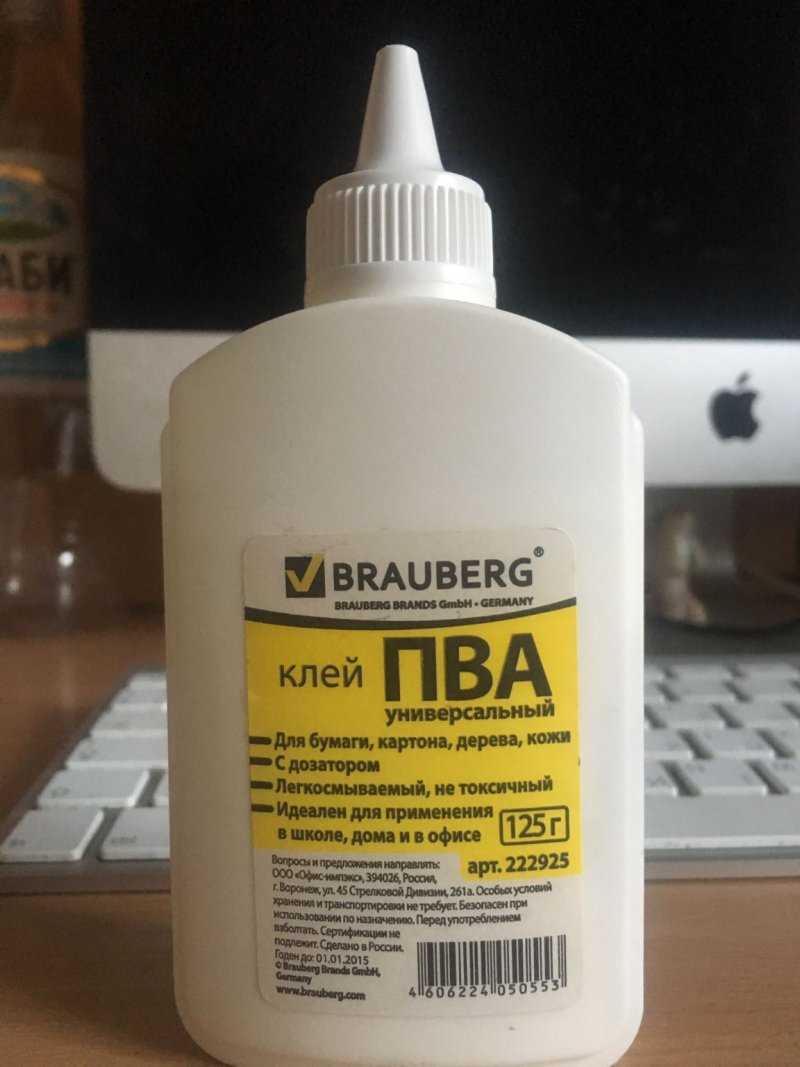 АБИ
BRAUBERG®
BRAUBERG BRANDS GmbH • GERMANY
клей ПВА
универсальный
Для бумаги, картона, дерева, кожи
С дозатором
Легкосмываемый, не токсичный
Идеален для применения
в школе, дома и в офисе
125 г
арт. 222925
Вопросы и предложения направлять:
ООО «Офис-импэкс», 394026, Россия,
г. Воронеж, ул. 45 Стрелковой Дивизии, 261а. Особых условий
хранения и транспортировки не требует. Безопасен при
использовании по назначению. Перед употреблением
взболтать. Сертификации не
подлежит. Сделано в России.
Годен до: 01.01.2015
© Brauberg Brands GmbH,
Germany
www.brauberg.com
4 606224 050553